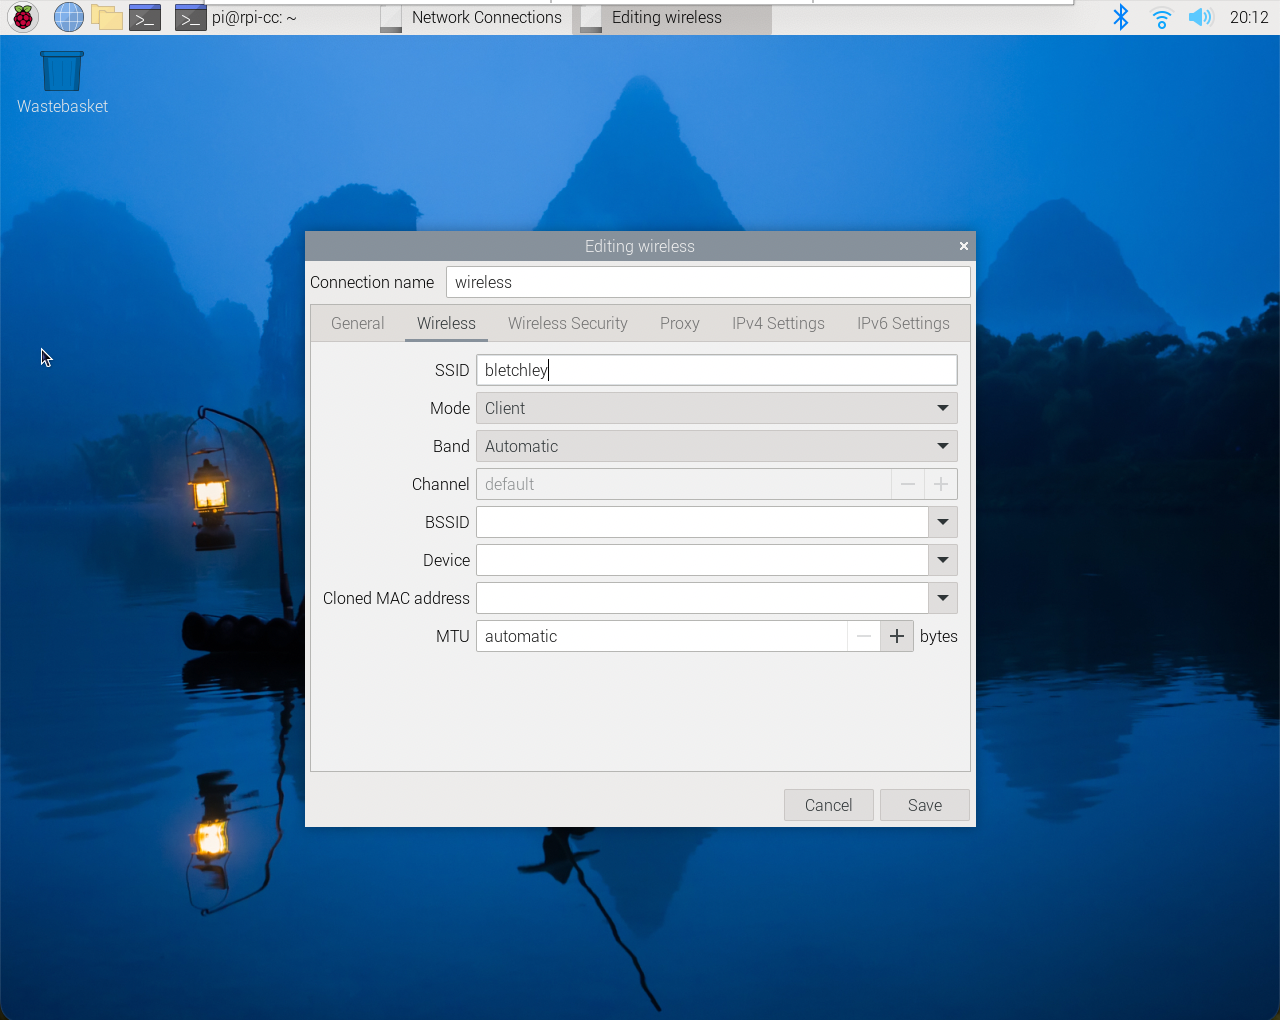 pi@rpi-cc: ~ Network Connections Editing wireless 20:12
Wastebasket
Editing wireless
Connection name wireless
General Wireless Wireless Security Proxy IPv4 Settings IPv6 Settings
SSID bletchley
Mode Client
Band Automatic
Channel default
BSSID
Device
Cloned MAC address
MTU automatic bytes
Cancel Save